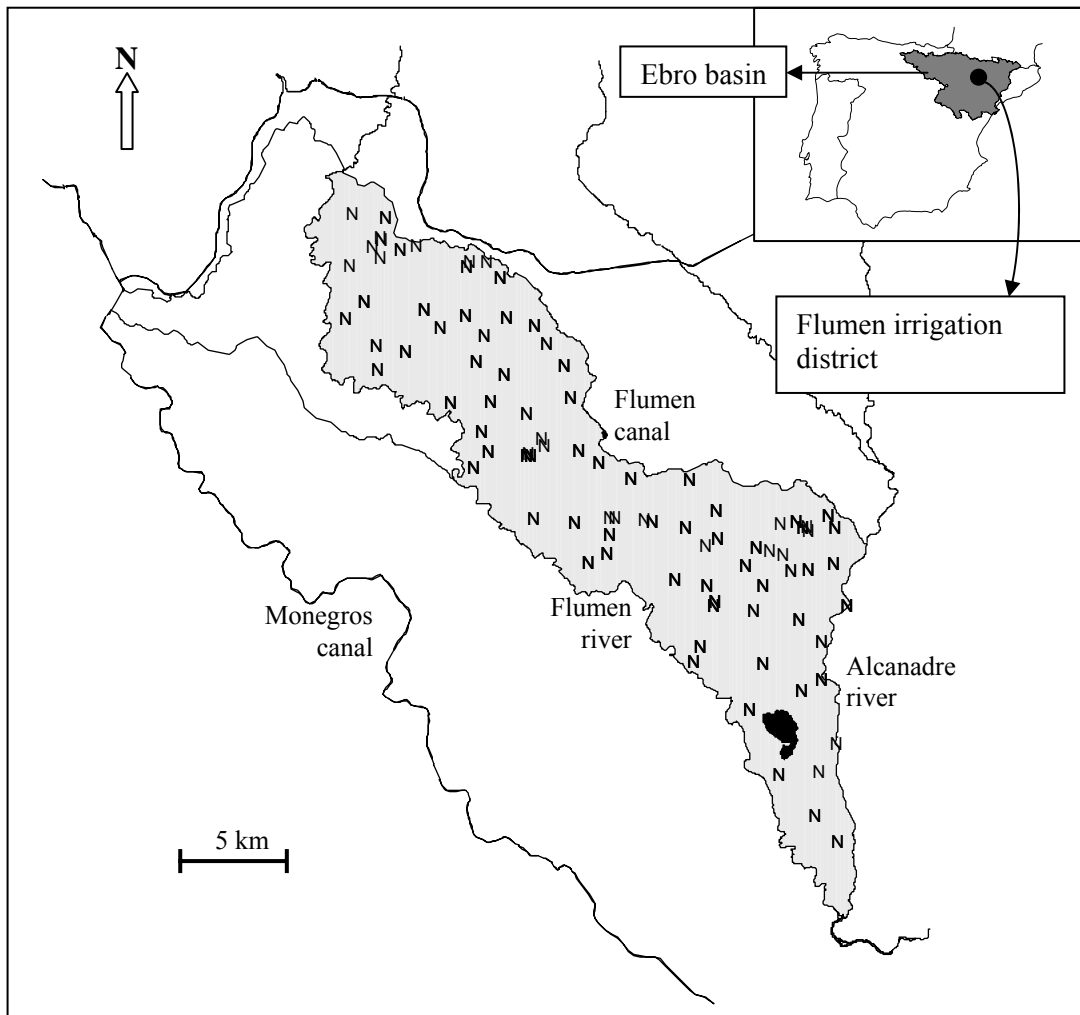 N
Ebro basin
Flumen irrigation
district
Flumen
canal
Monegros
canal
Flumen
river
Alcanadre
river
5 km